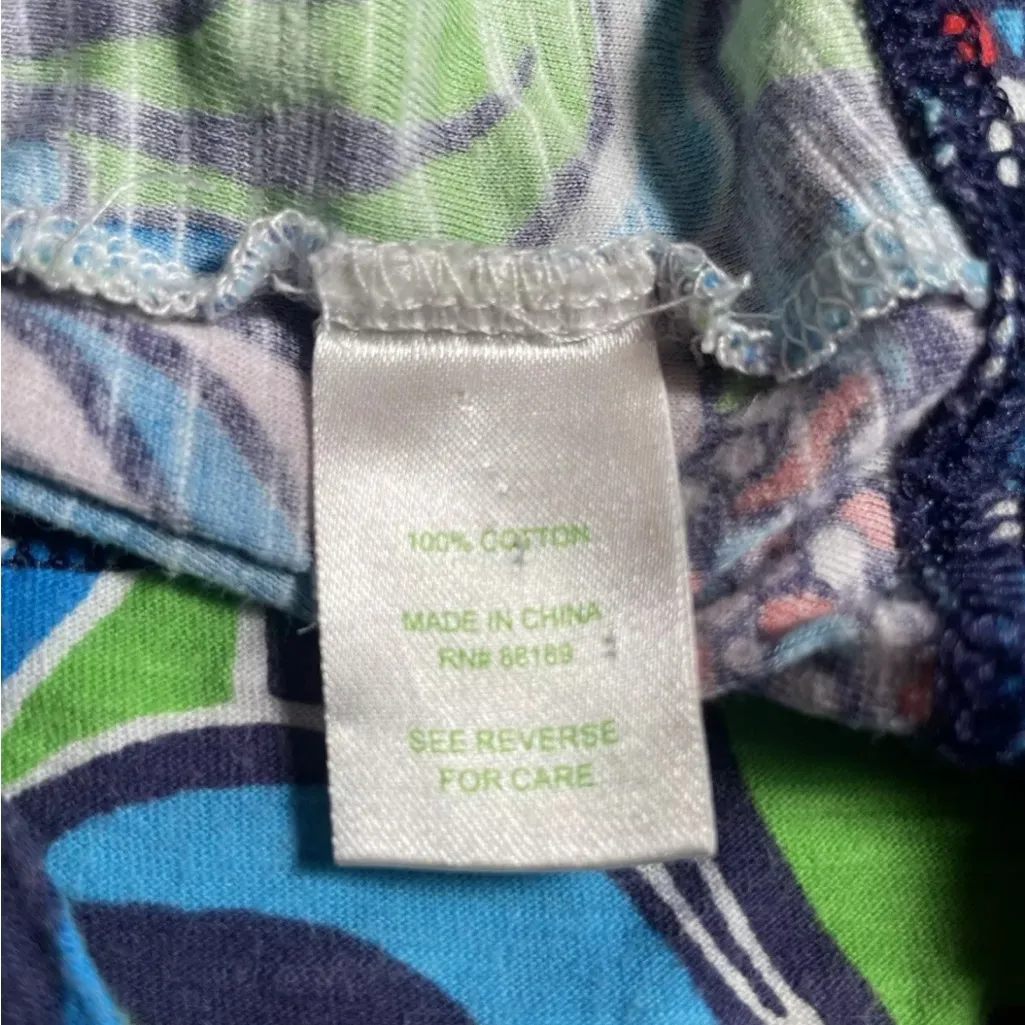 100% COTTON
MADE IN CHINA
RN# 88189
SEE REVERSE
FOR CARE